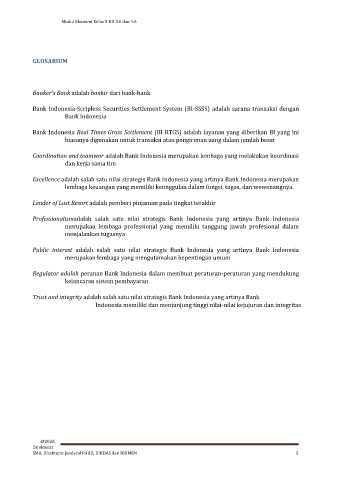 Modul Ekonomi Kelas X KD 3.6 dan 4.6
GLOSARIUM
Banker's Bank adalah bankir dari bank-bank
Bank Indonesia-Scripless Securities Settlement System (BI-SSSS) adalah sarana transaksi dengan
Bank Indonesia
Bank Indonesia Real Times Gross Settlement (BI-RTGS) adalah layanan yang diberikan BI yang ini
biasanya digunakan untuk transaksi atau pengiriman uang dalam jumlah besar
Coordination and teamwor adalah Bank Indonesia merupakan lembaga yang melakukan koordinasi
dan kerja sama tim
Excellence adalah salah satu nilai strategis Bank Indonesia yang artinya Bank Indonesia merupakan
lembaga keuangan yang memiliki keunggulan dalam fungsi, tugas, dan wewenangnya.
Lender of Last Resort adalah pemberi pinjaman pada tingkat terakhir
Professionalismadalah salah satu nilai strategis Bank Indonesia yang artinya Bank Indonesia
merupakan lembaga professional yang memiliki tanggung jawab profesional dalam
menjalankan tugasnya
Public interest adalah salah satu nilai strategis Bank Indonesia yang artinya Bank Indonesia
merupakan lembaga yang mengutamakan kepentingan umum
Regulator adalah peranan Bank Indonesia dalam membuat peraturan-peraturan yang mendukung
kelancaran sistem pembayaran
Trust and integrity adalah salah satu nilai strategis Bank Indonesia yang artinya Bank
Indonesia memiliki dan menjunjung tinggi nilai-nilai kejujuran dan integritas
@2020,
Direktorat
SMA, Direktorat Jenderal PAUD, DIKDAS dan DIKMEN 3